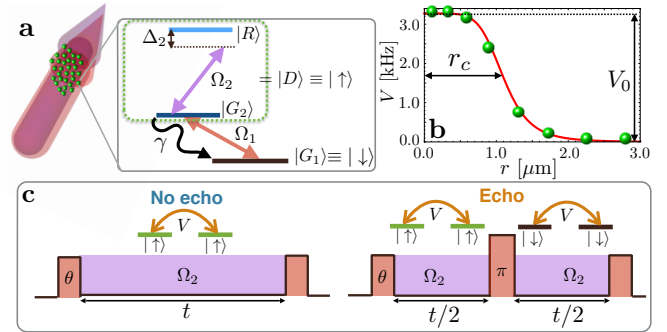 a
|R⟩
Δ₂
Ω₂
= |D⟩ ≡ |↑⟩
|G₂⟩
Ω₁
γ
|G₁⟩≡ |↓⟩
V [kHz]
3.0
2.0
1.0
0.0
r_c
V₀
b
0.0 1.0 2.0 3.0
r [μm]
c
No echo
V
|↑⟩ |↑⟩
θ Ω₂
t
Echo
V V
|↑⟩ |↑⟩ |↓⟩ |↓⟩
θ Ω₂ π Ω₂
t/2 t/2